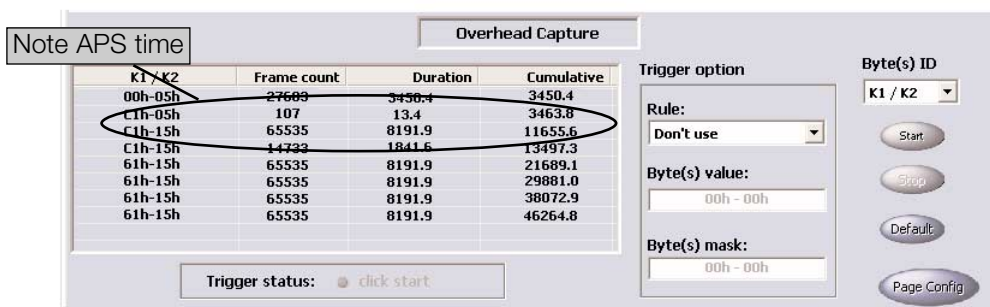 Note APS time
Overhead Capture
K1 / K2 Frame count Duration Cumulative
00h-05h 27603 3450.4 3450.4
C1h-05h 107 13.4 3463.8
C1h-15h 65535 8191.9 11655.6
C1h-15h 14733 1841.6 13497.3
61h-15h 65535 8191.9 21689.1
61h-15h 65535 8191.9 29881.0
61h-15h 65535 8191.9 38072.9
61h-15h 65535 8191.9 46264.8
Trigger status: click start
Trigger option
Rule:
Don't use
Byte(s) value:
00h - 00h
Byte(s) mask:
00h - 00h
Byte(s) ID
K1 / K2
Start
Stop
Default
Page Config